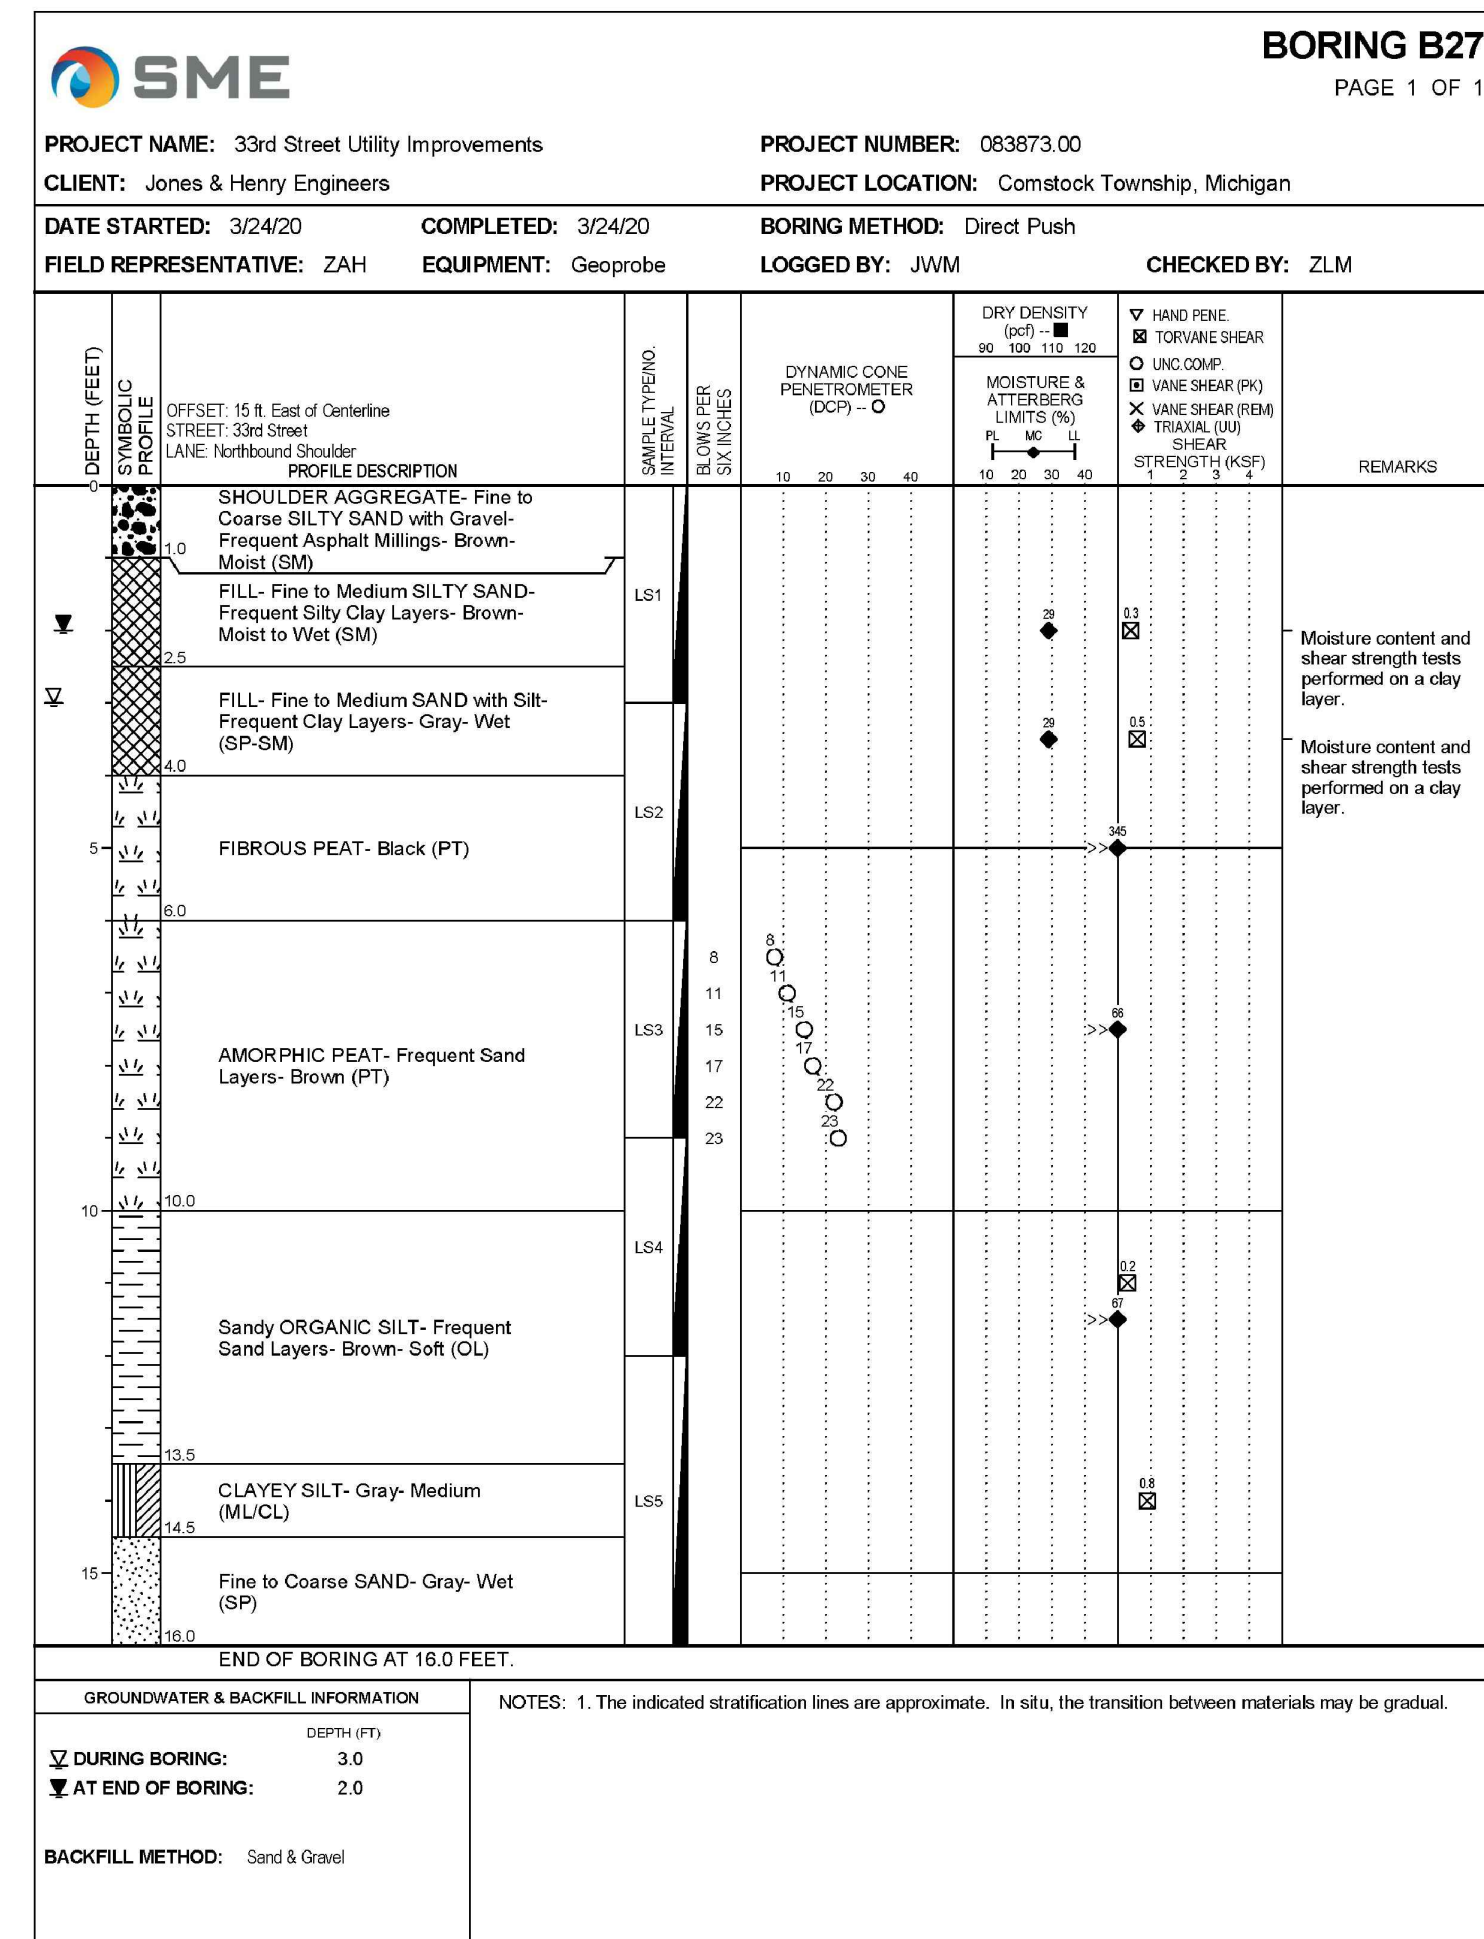 SME
BORING B27
PAGE 1 OF 1
PROJECT NAME: 33rd Street Utility Improvements
PROJECT NUMBER: 083873.00
CLIENT: Jones & Henry Engineers
PROJECT LOCATION: Comstock Township, Michigan
DATE STARTED: 3/24/20 COMPLETED: 3/24/20 BORING METHOD: Direct Push
FIELD REPRESENTATIVE: ZAH EQUIPMENT: Geoprobe LOGGED BY: JWM CHECKED BY: ZLM
DEPTH (FEET)
SYMBOLIC
PROFILE
OFFSET: 15 ft. East of Centerline
STREET: 33rd Street
LANE: Northbound Shoulder
PROFILE DESCRIPTION
SAMPLE TYPE/NO.
INTERVAL
BLOWS PER
SIX INCHES
DYNAMIC CONE
PENETROMETER
(DCP) -- O
10 20 30 40
DRY DENSITY
(pcf) -- ■
90 100 110 120
MOISTURE &
ATTERBERG
LIMITS (%)
PL MC LL
10 20 30 40
HAND PENE.
TORVANE SHEAR
UNC.COMP.
VANE SHEAR (PK)
VANE SHEAR (REM)
TRIAXIAL (UU)
SHEAR
STRENGTH (KSF)
1 2 3 4
REMARKS
0
SHOULDER AGGREGATE- Fine to
Coarse SILTY SAND with Gravel-
Frequent Asphalt Millings- Brown-
Moist (SM)
1.0
FILL- Fine to Medium SILTY SAND-
Frequent Silty Clay Layers- Brown-
Moist to Wet (SM)
LS1
29
0.3
Moisture content and
shear strength tests
performed on a clay
layer.
2.5
FILL- Fine to Medium SAND with Silt-
Frequent Clay Layers- Gray- Wet
(SP-SM)
29
0.5
Moisture content and
shear strength tests
performed on a clay
layer.
4.0
LS2
5
FIBROUS PEAT- Black (PT)
345
>>
6.0
8
8
11
11
LS3
15
15
66
>>
AMORPHIC PEAT- Frequent Sand
Layers- Brown (PT)
17
17
22
22
23
23
10.0
10
LS4
0.2
67
>>
Sandy ORGANIC SILT- Frequent
Sand Layers- Brown- Soft (OL)
13.5
CLAYEY SILT- Gray- Medium
(ML/CL)
LS5
0.8
14.5
15
Fine to Coarse SAND- Gray- Wet
(SP)
16.0
END OF BORING AT 16.0 FEET.
GROUNDWATER & BACKFILL INFORMATION
DEPTH (FT)
DURING BORING: 3.0
AT END OF BORING: 2.0
BACKFILL METHOD: Sand & Gravel
NOTES: 1. The indicated stratification lines are approximate. In situ, the transition between materials may be gradual.